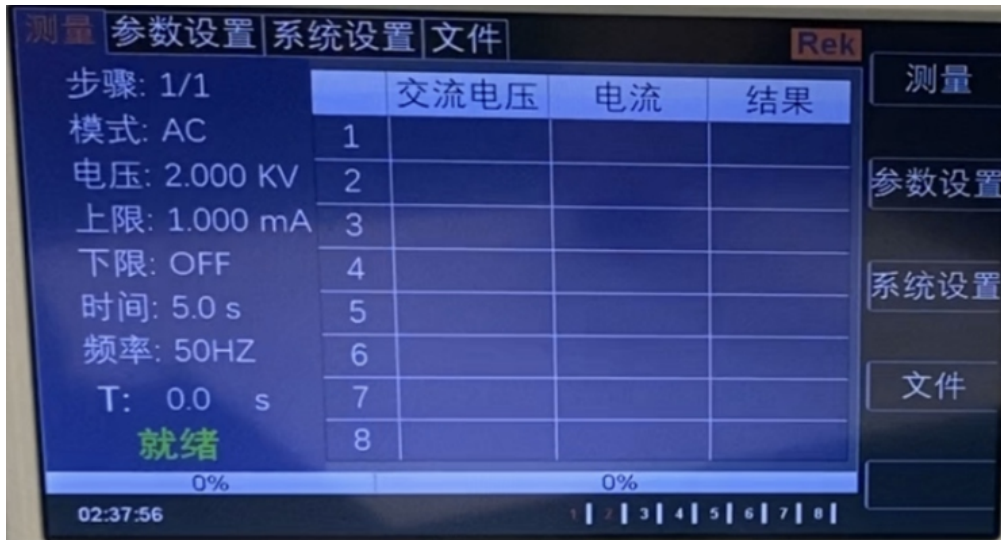 测量 参数设置 系统设置 文件 Rek
步骤: 1/1
模式: AC
电压: 2.000 KV
上限: 1.000 mA
下限: OFF
时间: 5.0 s
频率: 50HZ
T: 0.0 s
就绪
交流电压 电流 结果
1
2
3
4
5
6
7
8
测量
参数设置
系统设置
文件
0% 0%
02:37:56 1 2 3 4 5 6 7 8